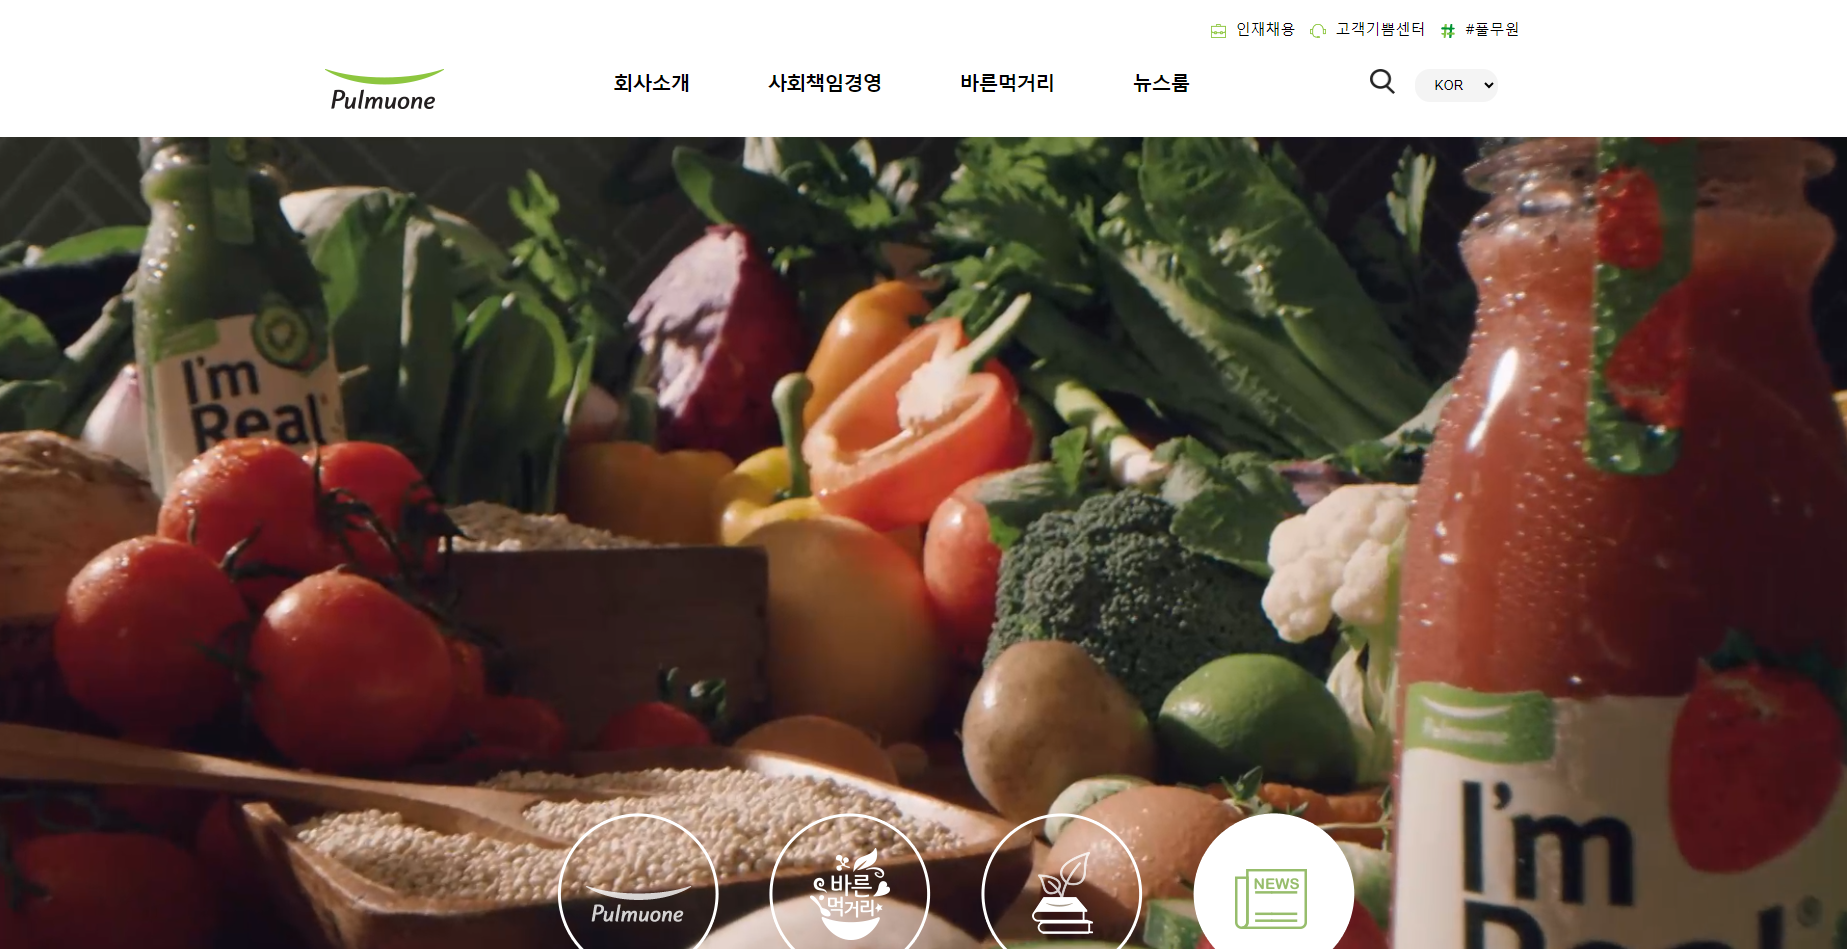 인재채용 고객기쁨센터 #풀무원
Pulmuone 회사소개 사회책임경영 바른먹거리 뉴스룸 KOR
I'm
Real
Pulmuone
I'm
Pulmuone
바른
먹거리
NEWS